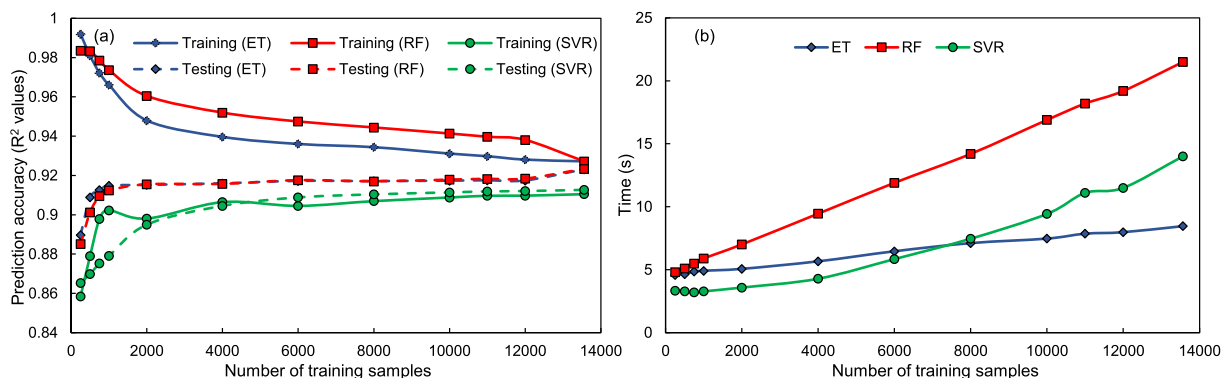 (a)
Training (ET) Training (RF) Training (SVR)
Testing (ET) Testing (RF) Testing (SVR)
Prediction accuracy (R² values)
1
0.98
0.96
0.94
0.92
0.9
0.88
0.86
0.84
0 2000 4000 6000 8000 10000 12000 14000
Number of training samples
(b)
ET RF SVR
Time (s)
25
20
15
10
5
0
0 2000 4000 6000 8000 10000 12000 14000
Number of training samples